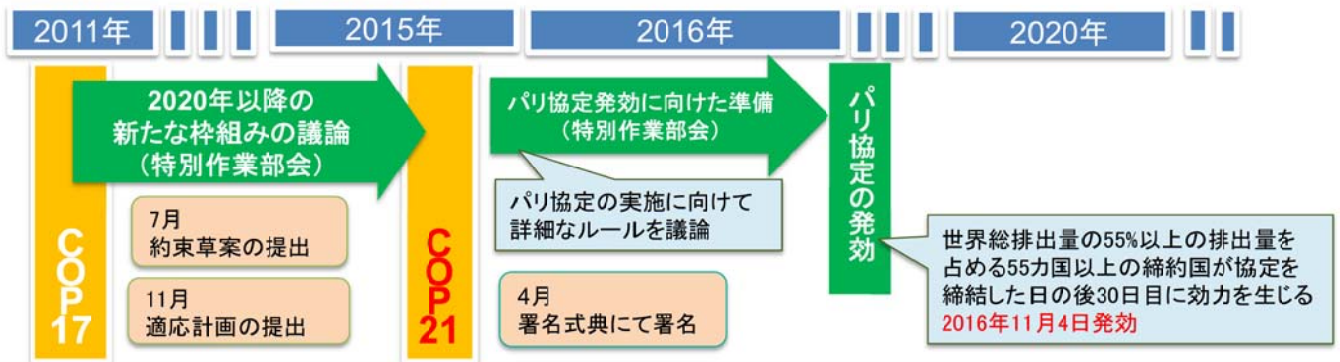 2011年
2015年
2016年
2020年
COP17
2020年以降の
新たな枠組みの議論
（特別作業部会）
7月
約束草案の提出
11月
適応計画の提出
COP21
パリ協定発効に向けた準備
（特別作業部会）
パリ協定の実施に向けて
詳細なルールを議論
4月
署名式典にて署名
パリ協定の発効
世界総排出量の55%以上の排出量を
占める55カ国以上の締約国が協定を
締結した日の後30日目に効力を生じる
2016年11月4日発効